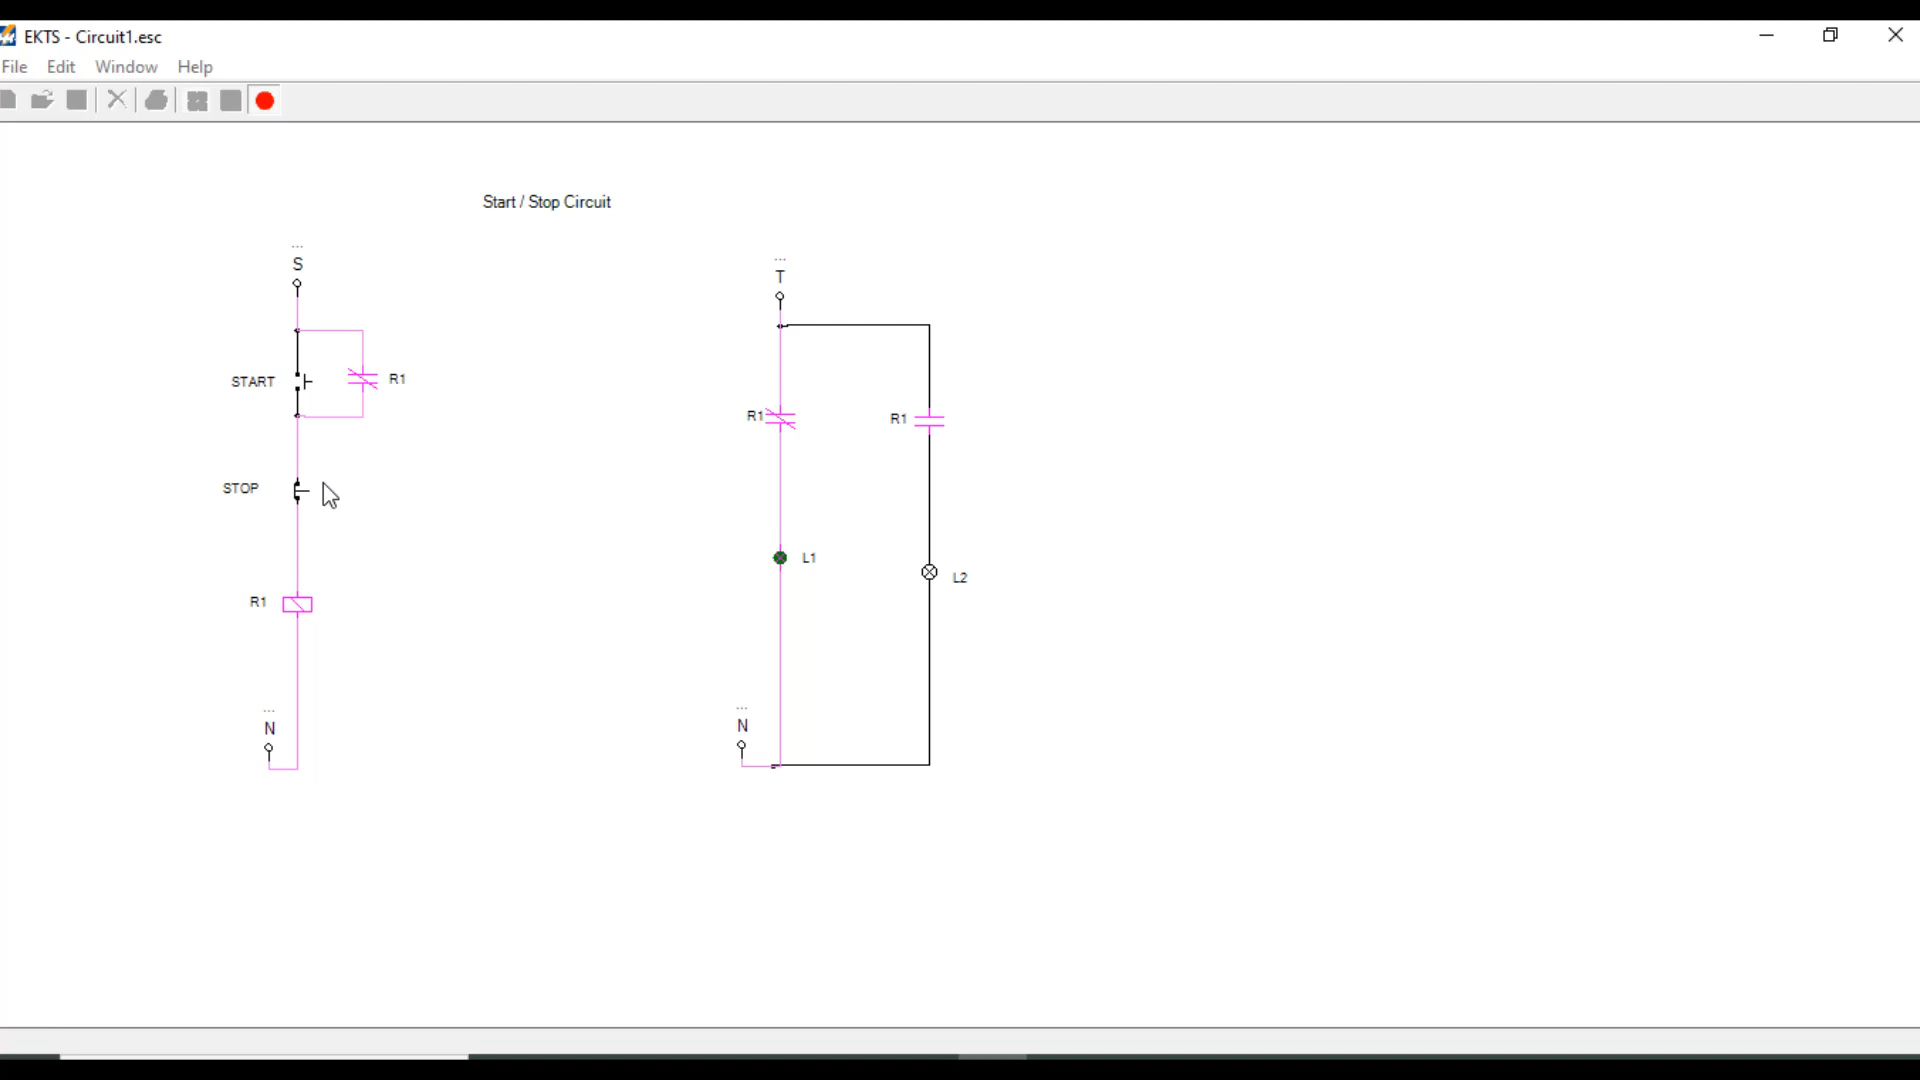 EKTS - Circuit1.esc
File Edit Window Help
Start / Stop Circuit
...
S
START
R1
STOP
R1
...
N
...
T
R1
R1
L1
L2
...
N